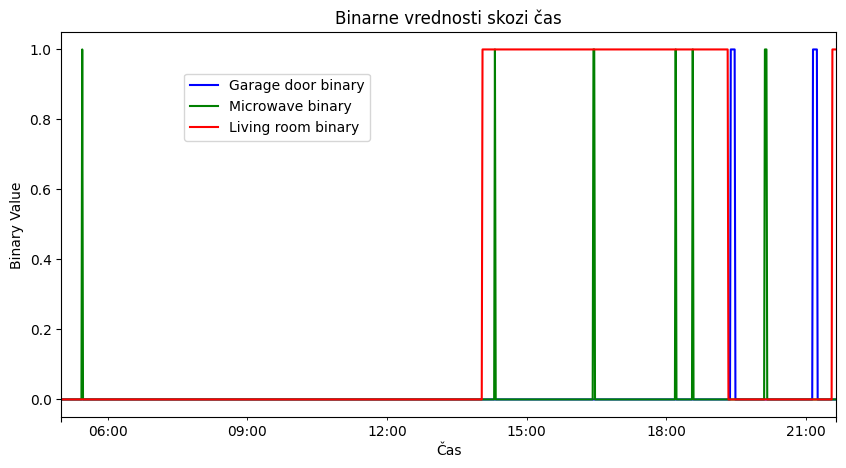 Binarne vrednosti skozi čas
1.0
Garage door binary
Microwave binary
Living room binary
0.8
0.6
Binary Value
0.4
0.2
0.0
06:00 09:00 12:00 15:00 18:00 21:00
Čas